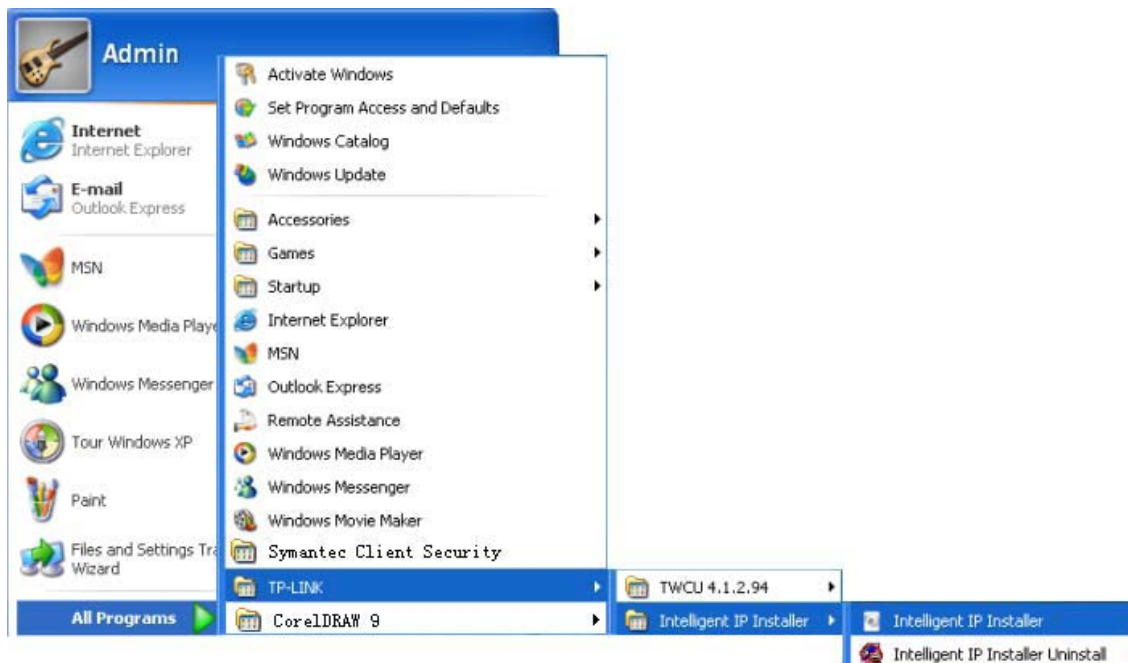 Admin
Internet
Internet Explorer
E-mail
Outlook Express
MSN
Windows Media Playe
Windows Messenger
Tour Windows XP
Paint
Files and Settings Tra
Wizard
All Programs
Activate Windows
Set Program Access and Defaults
Windows Catalog
Windows Update
Accessories
Games
Startup
Internet Explorer
MSN
Outlook Express
Remote Assistance
Windows Media Player
Windows Messenger
Windows Movie Maker
Symantec Client Security
TP-LINK
CorelDRAW 9
TWCU 4.1.2.94
Intelligent IP Installer
Intelligent IP Installer
Intelligent IP Installer Uninstall